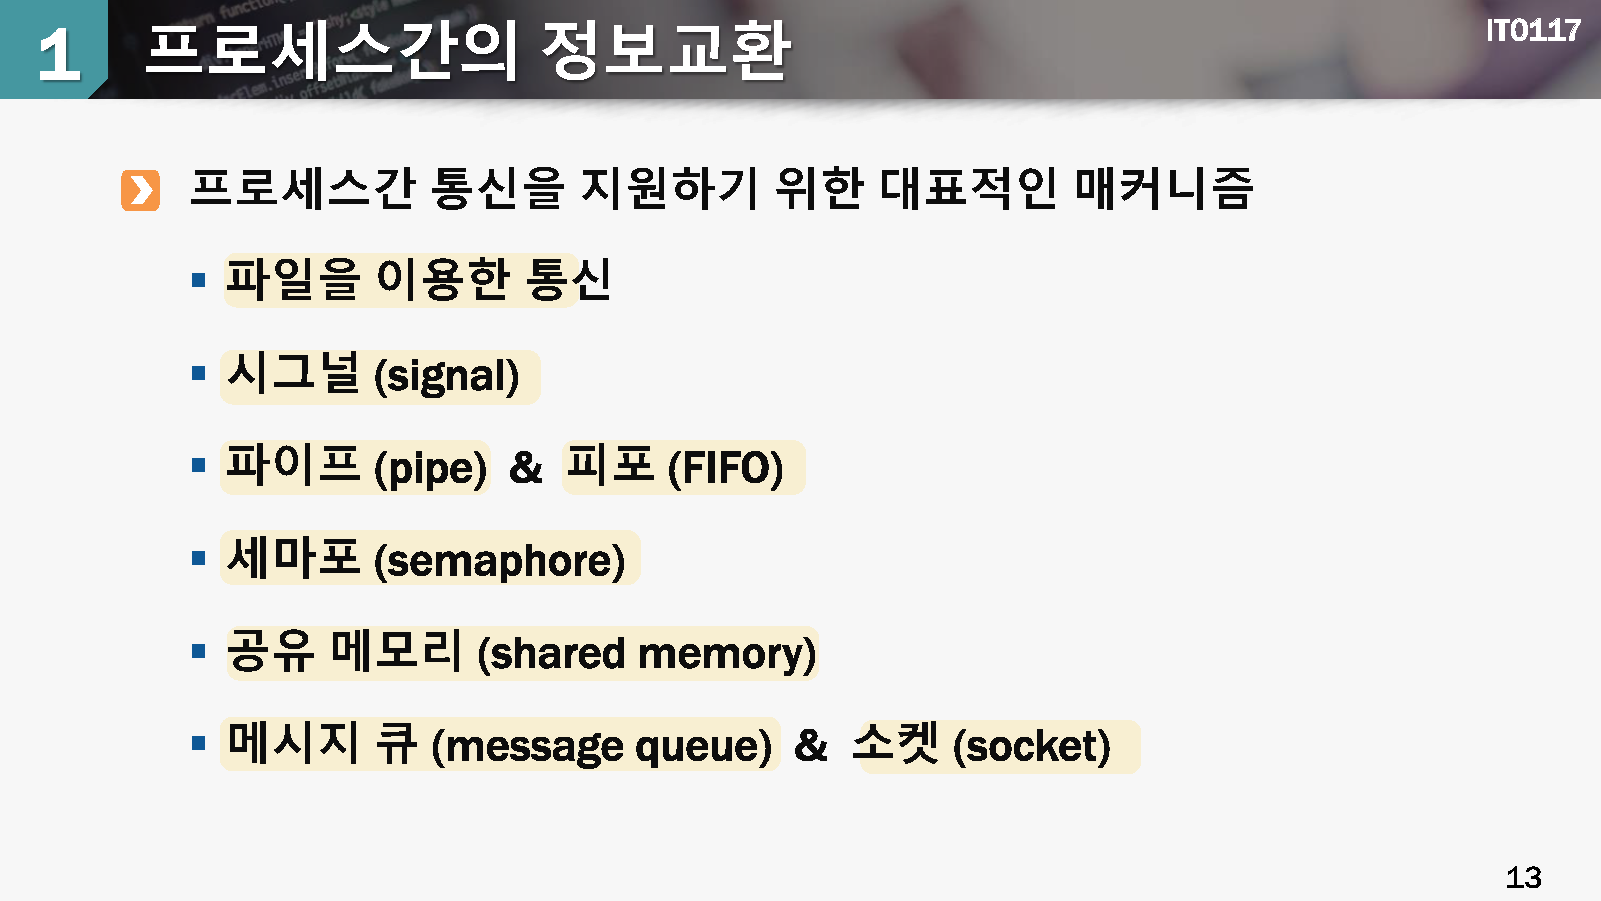 1 프로세스간의 정보교환
IT0117
프로세스간 통신을 지원하기 위한 대표적인 매커니즘
▪ 파일을 이용한 통신
▪ 시그널 (signal)
▪ 파이프 (pipe) & 피포 (FIFO)
▪ 세마포 (semaphore)
▪ 공유 메모리 (shared memory)
▪ 메시지 큐 (message queue) & 소켓 (socket)
13